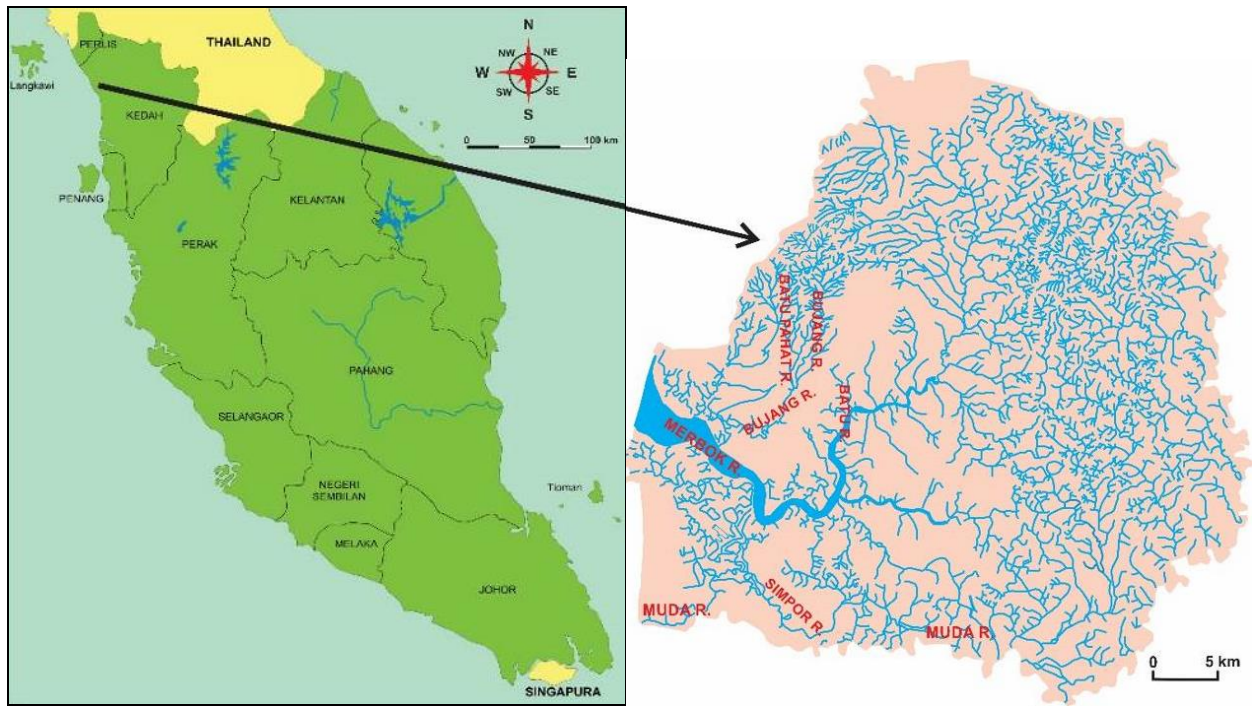 N
NW
NE
W
E
SW
SE
S
0
50
100 km
THAILAND
PERLIS
Langkawi
KEDAH
PENANG
KELANTAN
PERAK
PAHANG
SELANGAOR
NEGERI
SEMBILAN
Tioman
MELAKA
JOHOR
SINGAPURA
BATU PAHAT R.
BUJANG R.
BUJANG R.
BATU R.
MERBOK R.
SIMPOR R.
MUDA R.
MUDA R.
0
5 km